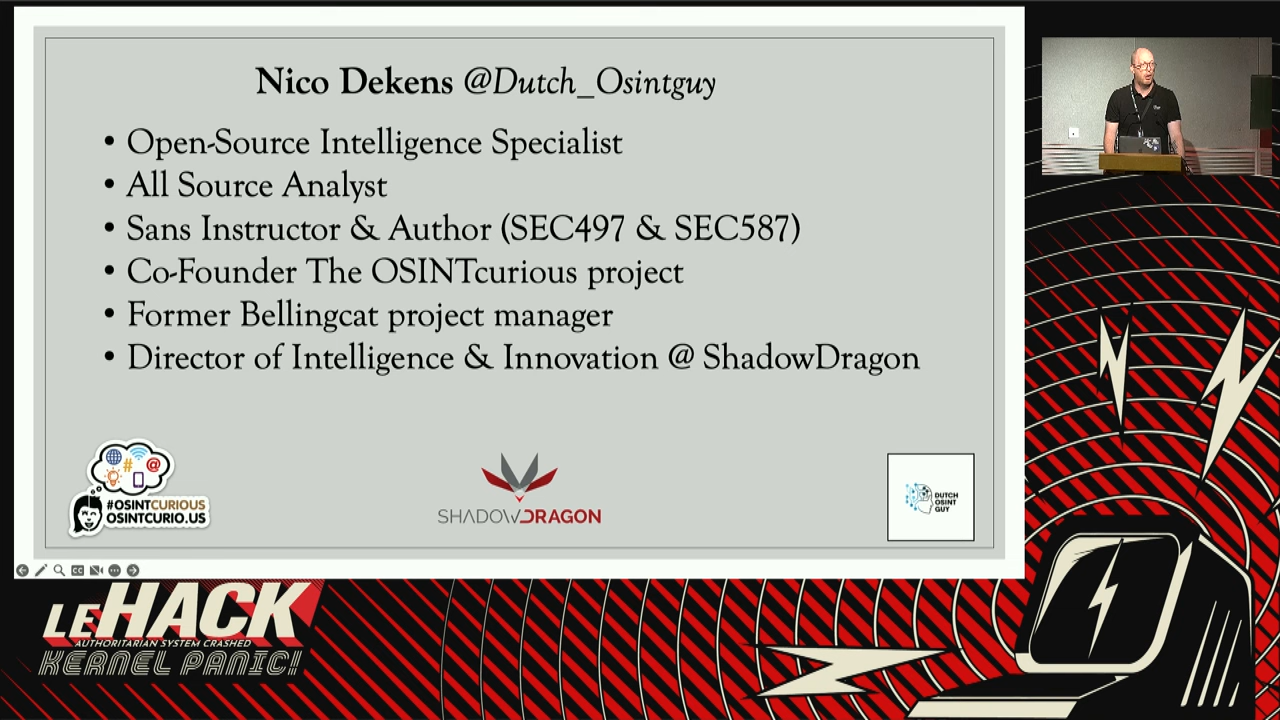 Nico Dekens @Dutch_Osintguy
• Open-Source Intelligence Specialist
• All Source Analyst
• Sans Instructor & Author (SEC497 & SEC587)
• Co-Founder The OSINTcurious project
• Former Bellingcat project manager
• Director of Intelligence & Innovation @ ShadowDragon
#OSINTCURIOUS
OSINTCURIO.US
SHADOWDRAGON
DUTCH
OSINT
GUY
LEHACK
AUTHORITARIAN SYSTEM CRASHED
KERNEL PANIC!